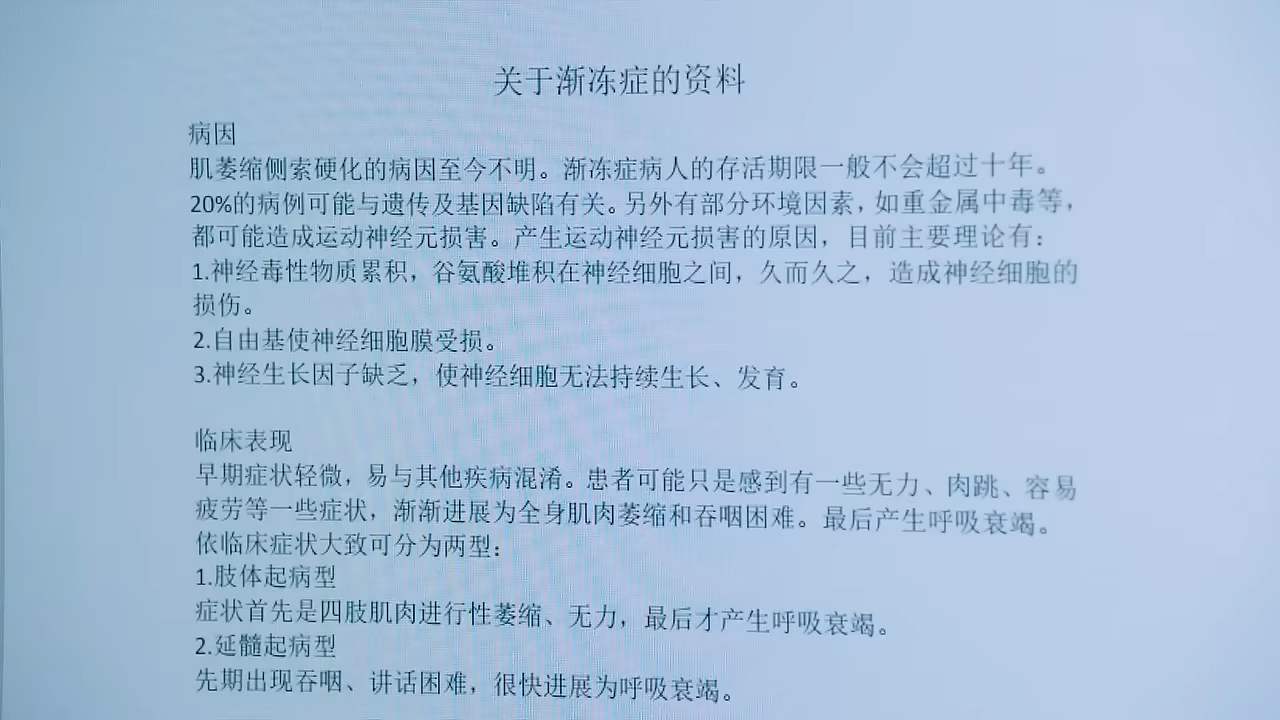 关于渐冻症的资料
病因
肌萎缩侧索硬化的病因至今不明。渐冻症病人的存活期限一般不会超过十年。
20%的病例可能与遗传及基因缺陷有关。另外有部分环境因素，如重金属中毒等，
都可能造成运动神经元损害。产生运动神经元损害的原因，目前主要理论有：
1.神经毒性物质累积，谷氨酸堆积在神经细胞之间，久而久之，造成神经细胞的
损伤。
2.自由基使神经细胞膜受损。
3.神经生长因子缺乏，使神经细胞无法持续生长、发育。
临床表现
早期症状轻微，易与其他疾病混淆。患者可能只是感到有一些无力、肉跳、容易
疲劳等一些症状，渐渐进展为全身肌肉萎缩和吞咽困难。最后产生呼吸衰竭。
依临床症状大致可分为两型：
1.肢体起病型
症状首先是四肢肌肉进行性萎缩、无力，最后才产生呼吸衰竭。
2.延髓起病型
先期出现吞咽、讲话困难，很快进展为呼吸衰竭。